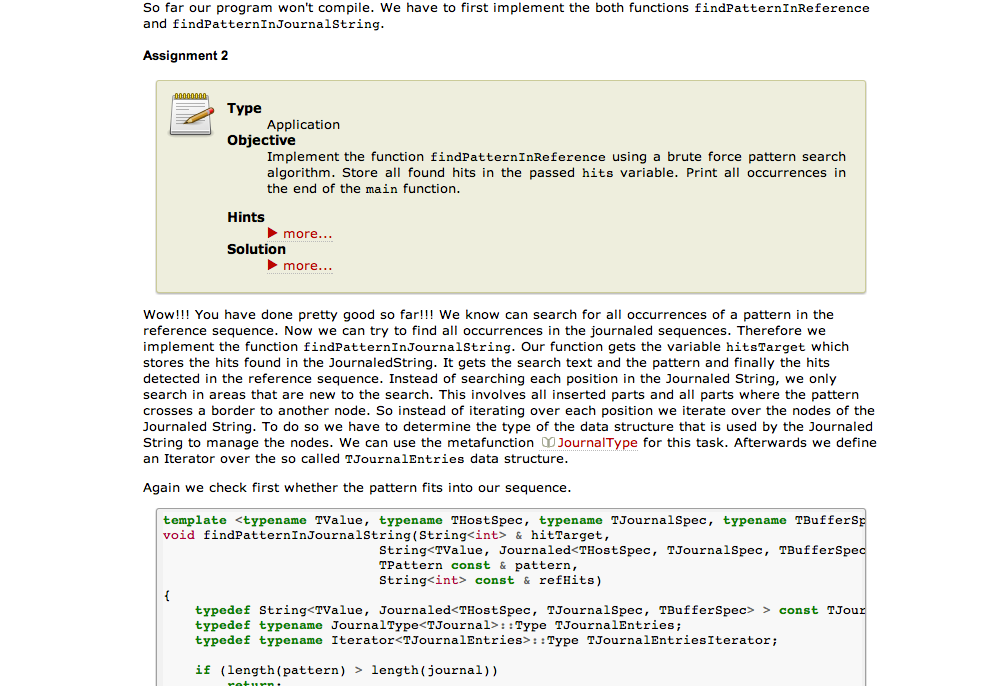 So far our program won't compile. We have to first implement the both functions findPatternInReference
and findPatternInJournalString.
Assignment 2
Type
Application
Objective
Implement the function findPatternInReference using a brute force pattern search
algorithm. Store all found hits in the passed hits variable. Print all occurrences in
the end of the main function.
Hints
▶ more...
Solution
▶ more...
Wow!!! You have done pretty good so far!!! We know can search for all occurrences of a pattern in the
reference sequence. Now we can try to find all occurrences in the journaled sequences. Therefore we
implement the function findPatternInJournalString. Our function gets the variable hitsTarget which
stores the hits found in the JournaledString. It gets the search text and the pattern and finally the hits
detected in the reference sequence. Instead of searching each position in the Journaled String, we only
search in areas that are new to the search. This involves all inserted parts and all parts where the pattern
crosses a border to another node. So instead of iterating over each position we iterate over the nodes of the
Journaled String. To do so we have to determine the type of the data structure that is used by the Journaled
String to manage the nodes. We can use the metafunction JournalType for this task. Afterwards we define
an Iterator over the so called TJournalEntries data structure.
Again we check first whether the pattern fits into our sequence.
template <typename TValue, typename THostSpec, typename TJournalSpec, typename TBufferSp
void findPatternInJournalString(String<int> & hitTarget,
String<TValue, Journaled<THostSpec, TJournalSpec, TBufferSpec
TPattern const & pattern,
String<int> const & refHits)
{
typedef String<TValue, Journaled<THostSpec, TJournalSpec, TBufferSpec> > const TJour
typedef typename JournalType<TJournal>::Type TJournalEntries;
typedef typename Iterator<TJournalEntries>::Type TJournalEntriesIterator;
if (length(pattern) > length(journal))
return;